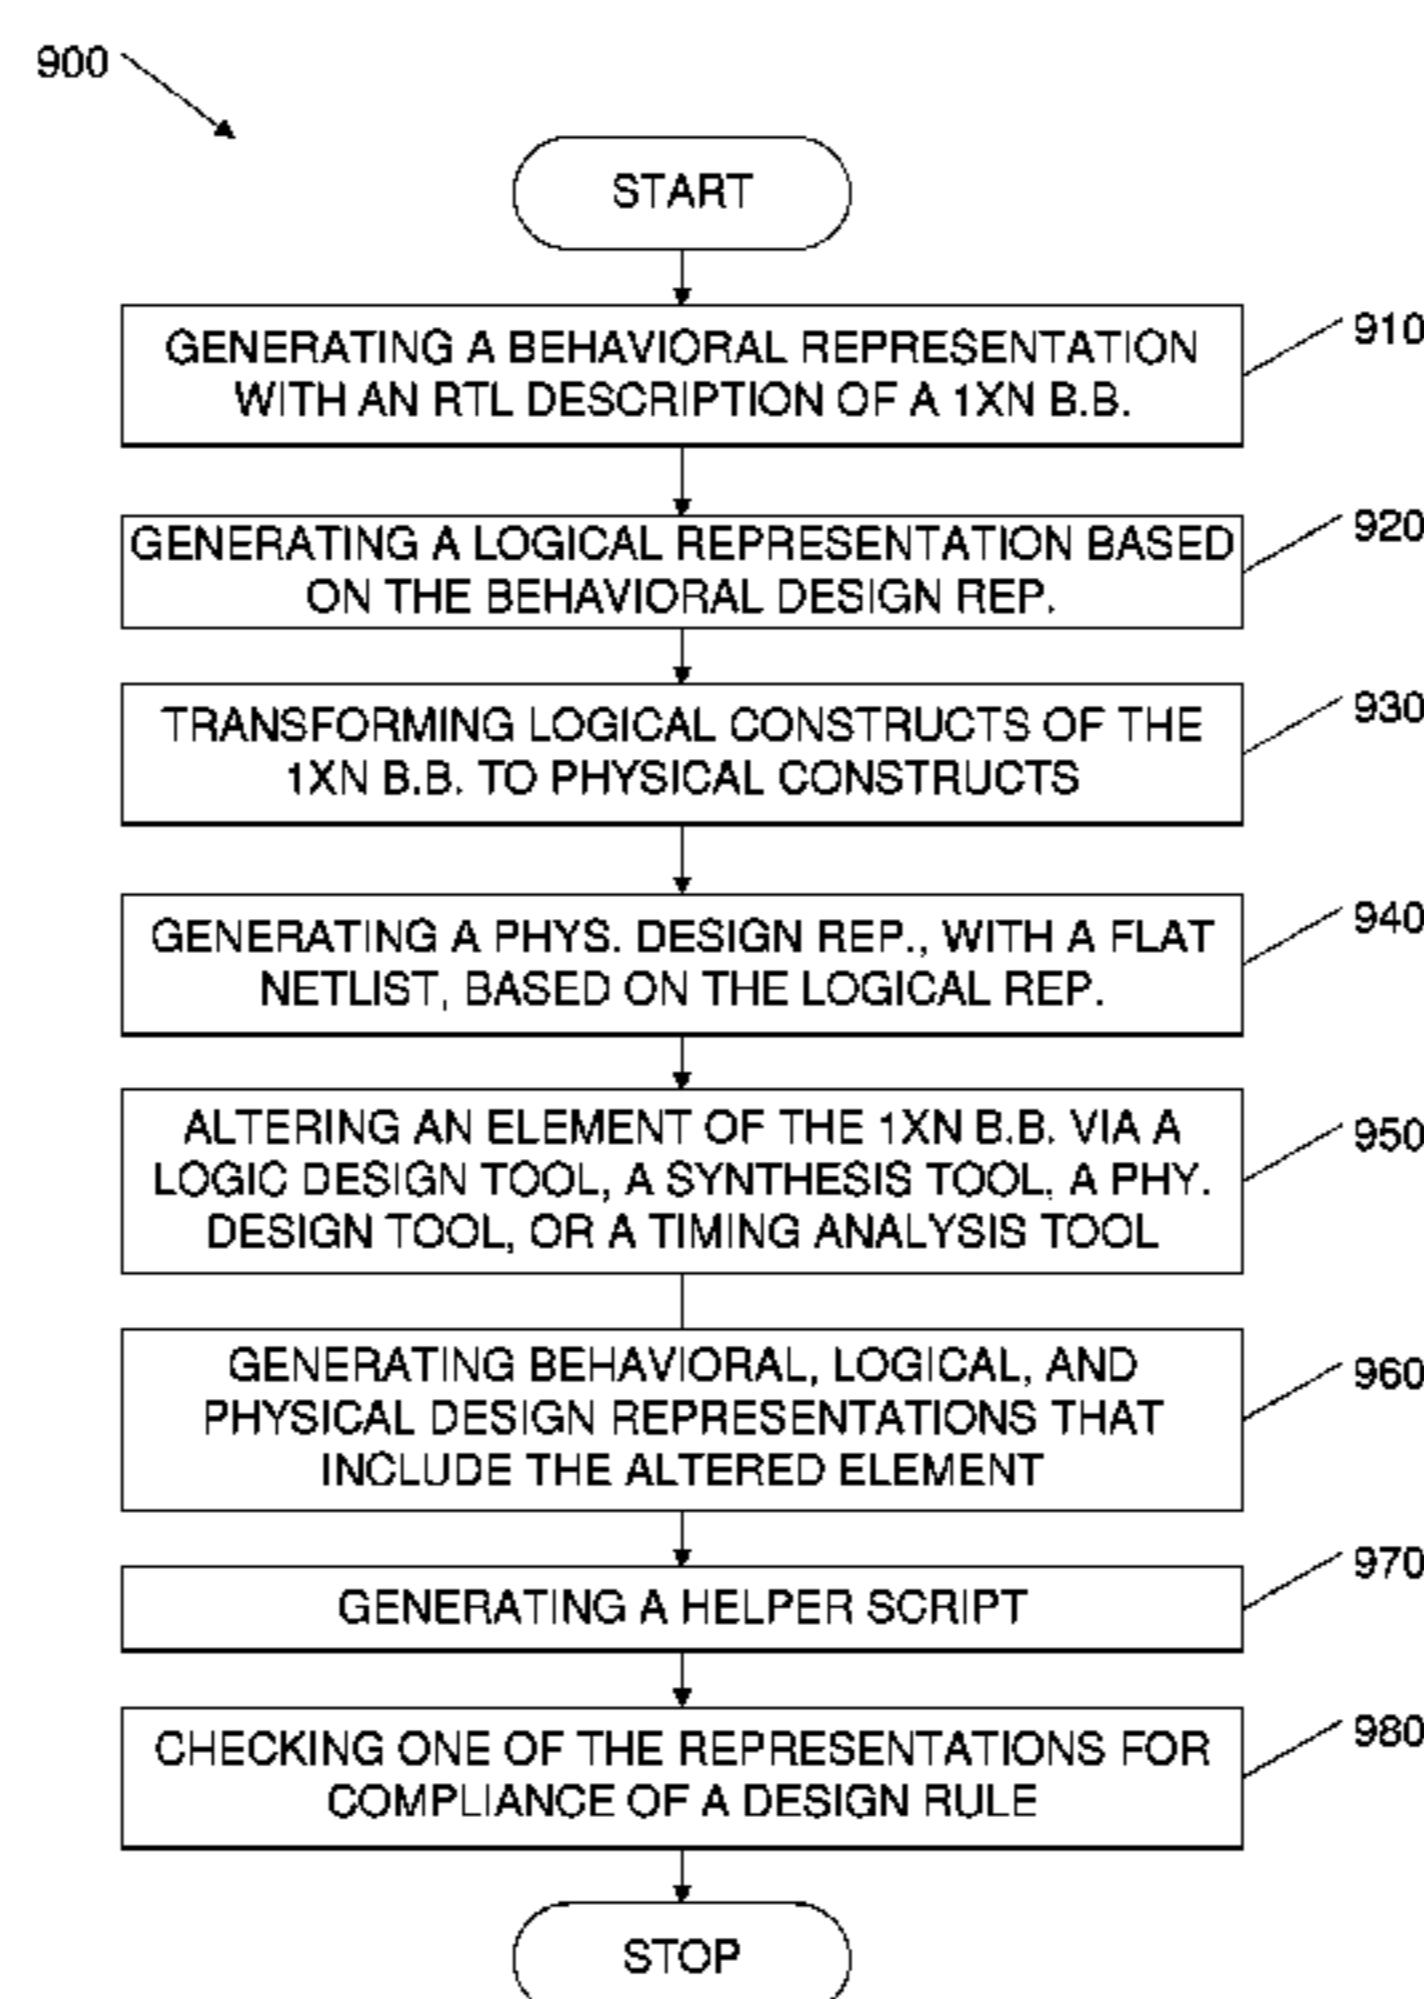 900
START
GENERATING A BEHAVIORAL REPRESENTATION
WITH AN RTL DESCRIPTION OF A 1XN B.B.
910
GENERATING A LOGICAL REPRESENTATION BASED
ON THE BEHAVIORAL DESIGN REP.
920
TRANSFORMING LOGICAL CONSTRUCTS OF THE
1XN B.B. TO PHYSICAL CONSTRUCTS
930
GENERATING A PHYS. DESIGN REP., WITH A FLAT
NETLIST, BASED ON THE LOGICAL REP.
940
ALTERING AN ELEMENT OF THE 1XN B.B. VIA A
LOGIC DESIGN TOOL, A SYNTHESIS TOOL, A PHY.
DESIGN TOOL, OR A TIMING ANALYSIS TOOL
950
GENERATING BEHAVIORAL, LOGICAL, AND
PHYSICAL DESIGN REPRESENTATIONS THAT
INCLUDE THE ALTERED ELEMENT
960
GENERATING A HELPER SCRIPT
970
CHECKING ONE OF THE REPRESENTATIONS FOR
COMPLIANCE OF A DESIGN RULE
980
STOP